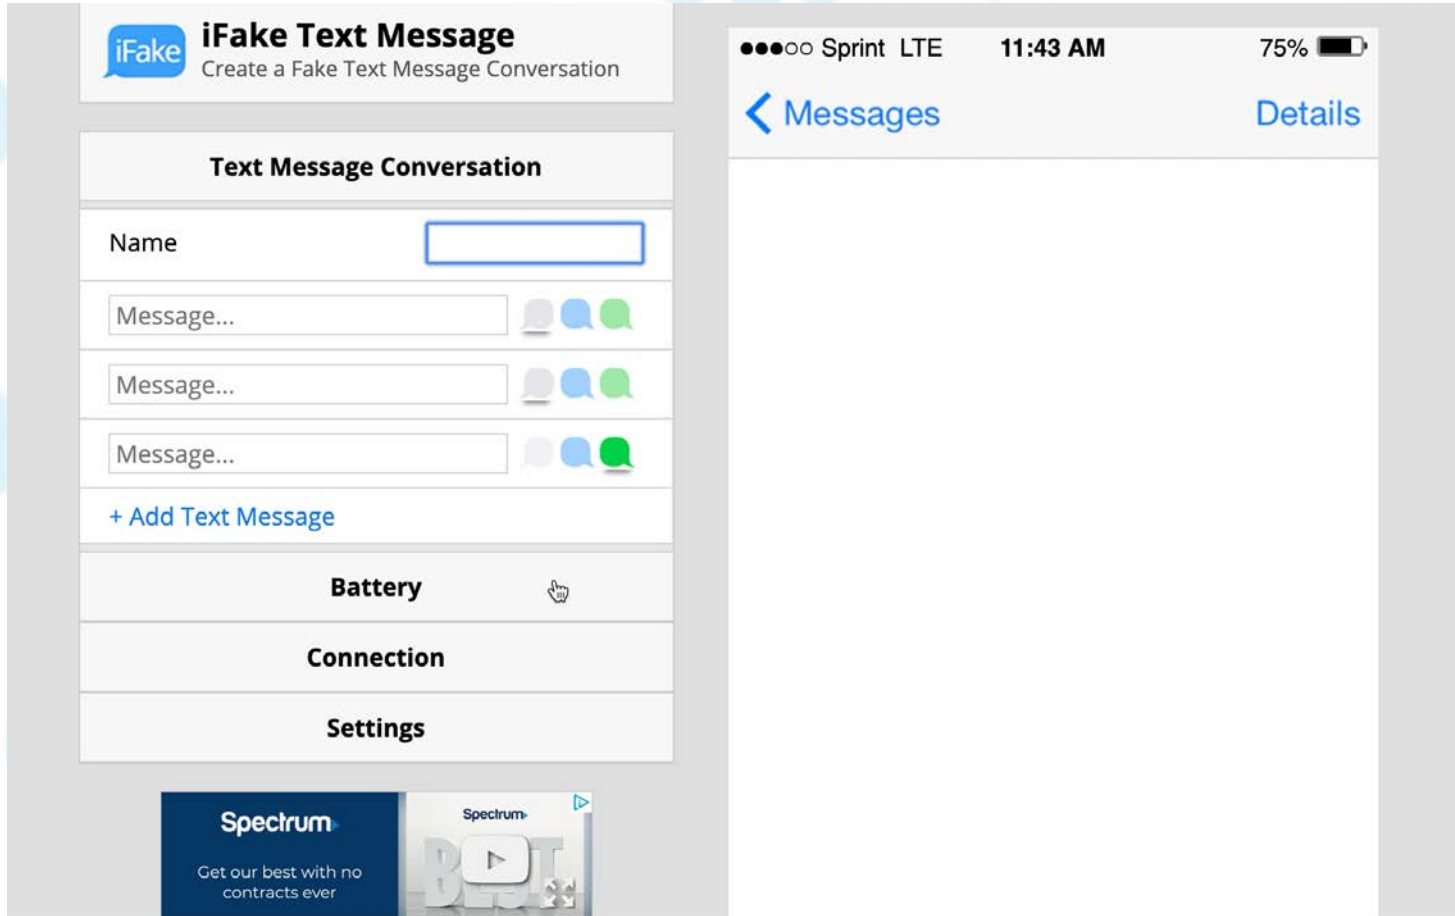 iFake
iFake Text Message
Create a Fake Text Message Conversation
Text Message Conversation
Name
Message...
Message...
Message...
+ Add Text Message
Battery
Connection
Settings
Spectrum
Get our best with no
contracts ever
Spectrum
BEST
Sprint LTE 11:43 AM 75%
Messages Details